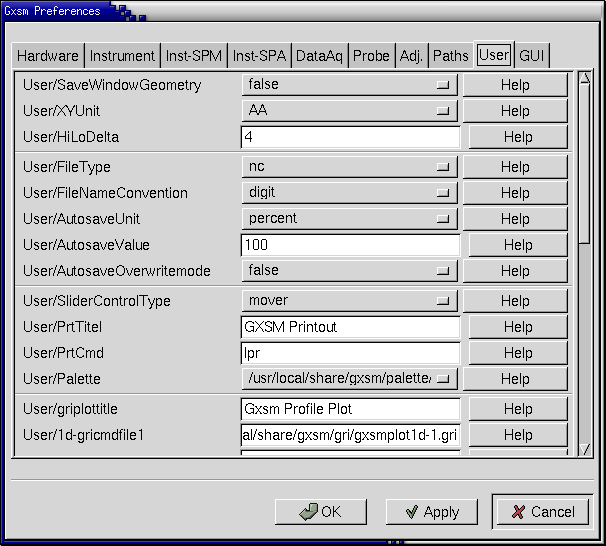 Gxsm Preferences
Hardware Instrument Inst-SPM Inst-SPA DataAq Probe Adj. Paths User GUI
User/SaveWindowGeometry false Help
User/XYUnit AA Help
User/HiLoDelta 4 Help
User/FileType nc Help
User/FileNameConvention digit Help
User/AutosaveUnit percent Help
User/AutosaveValue 100 Help
User/AutosaveOverwritemode false Help
User/SliderControlType mover Help
User/PrtTitel GXSM Printout Help
User/PrtCmd lpr Help
User/Palette /usr/local/share/gxsm/palette/ Help
User/griplottitle Gxsm Profile Plot Help
User/1d-gricmdfile1 al/share/gxsm/gri/gxsmplot1d-1.gri Help
OK Apply Cancel